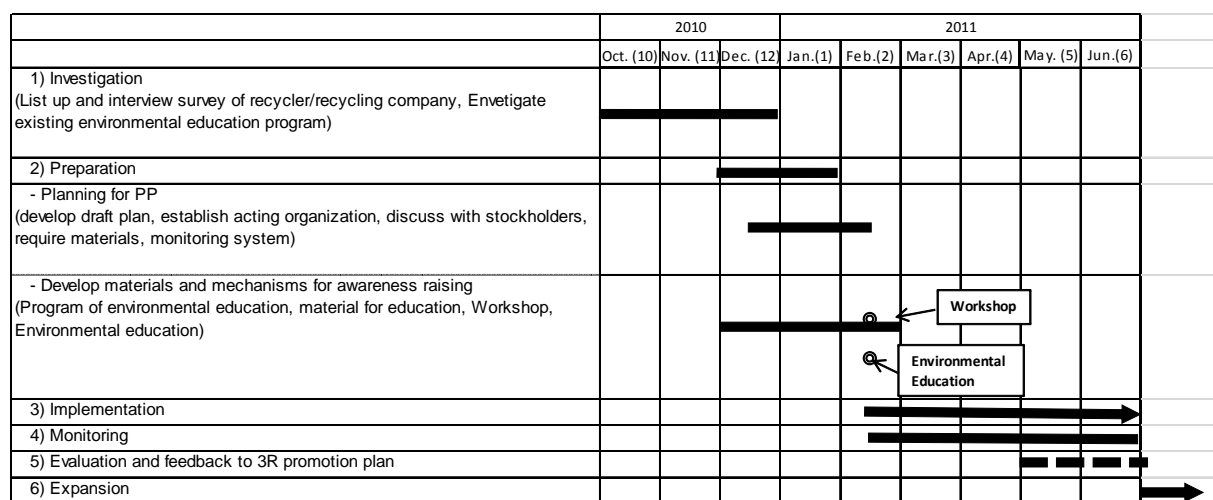 2010
2011
Oct. (10) Nov. (11) Dec. (12) Jan.(1) Feb.(2) Mar.(3) Apr.(4) May. (5) Jun.(6)
1) Investigation
(List up and interview survey of recycler/recycling company, Envetigate
existing environmental education program)
2) Preparation
- Planning for PP
(develop draft plan, establish acting organization, discuss with stockholders,
require materials, monitoring system)
- Develop materials and mechanisms for awareness raising
(Program of environmental education, material for education, Workshop,
Environmental education)
Workshop
Environmental
Education
3) Implementation
4) Monitoring
5) Evaluation and feedback to 3R promotion plan
6) Expansion